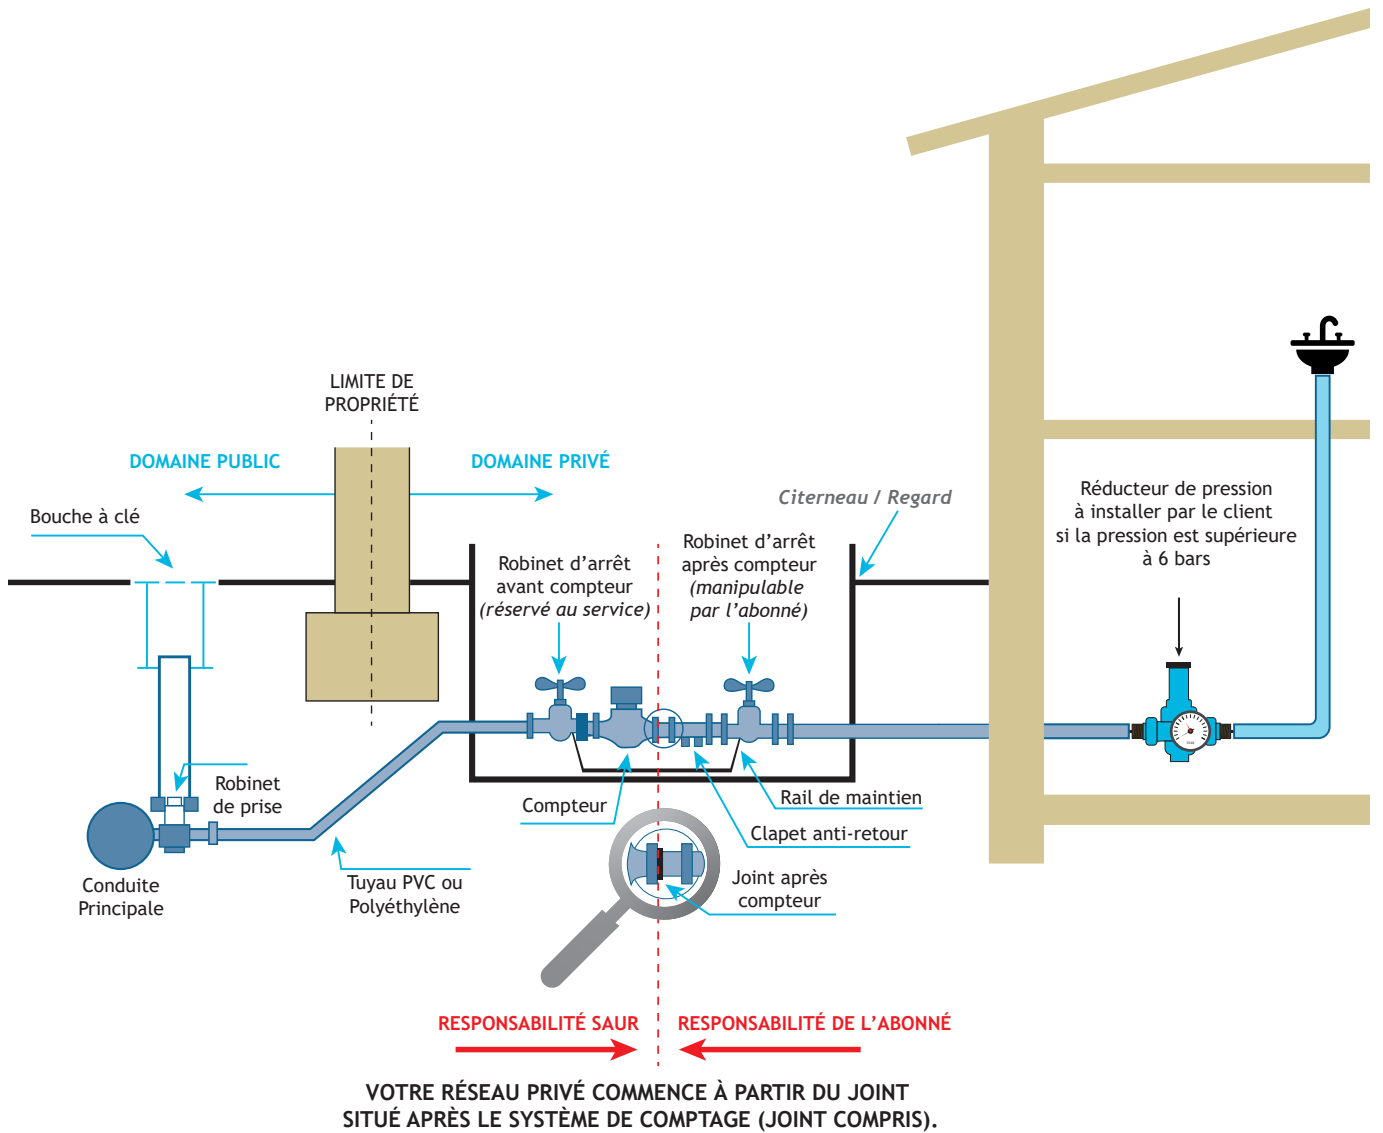 LIMITE DE
PROPRIÉTÉ
DOMAINE PUBLIC
DOMAINE PRIVÉ
Bouche à clé
Citerneau / Regard
Robinet d’arrêt
avant compteur
(réservé au service)
Robinet d’arrêt
après compteur
(manipulable
par l’abonné)
Réducteur de pression
à installer par le client
si la pression est supérieure
à 6 bars
Robinet
de prise
Compteur
Rail de maintien
Clapet anti-retour
Conduite
Principale
Tuyau PVC ou
Polyéthylène
Joint après
compteur
RESPONSABILITÉ SAUR
RESPONSABILITÉ DE L’ABONNÉ
VOTRE RÉSEAU PRIVÉ COMMENCE À PARTIR DU JOINT
SITUÉ APRÈS LE SYSTÈME DE COMPTAGE (JOINT COMPRIS).